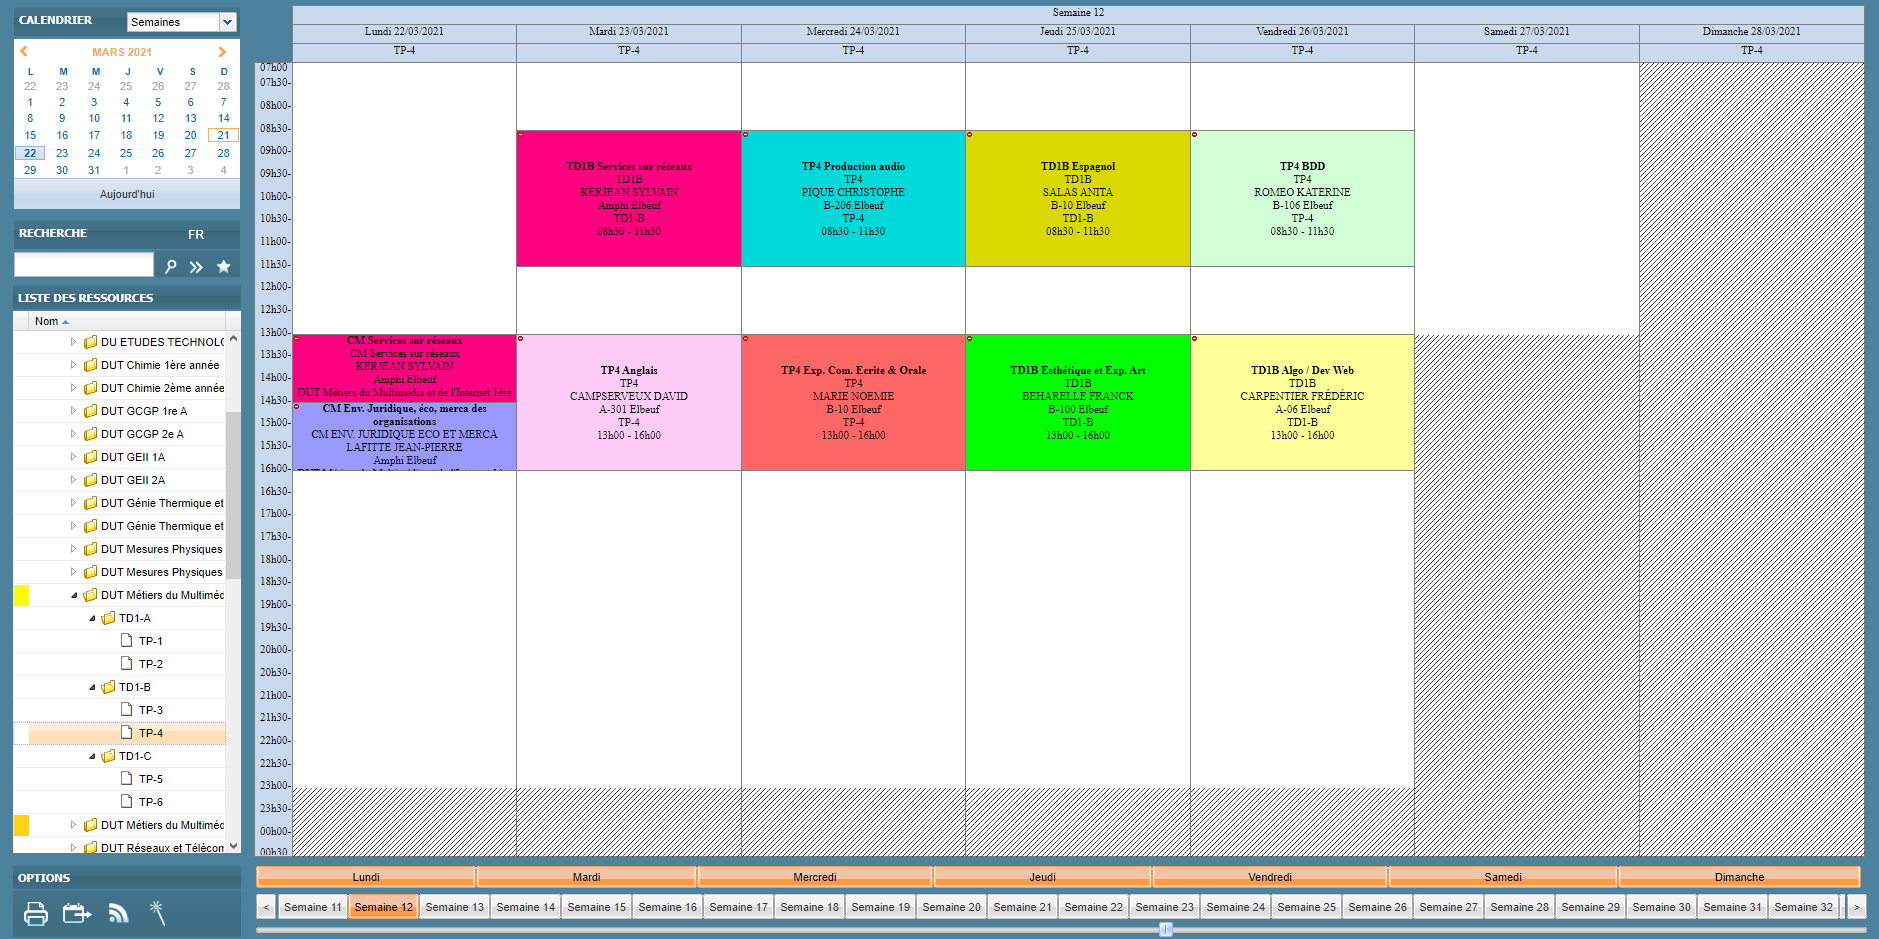 CALENDRIER
Semaines
MARS 2021
L M M J V S D
22 23 24 25 26 27 28
1 2 3 4 5 6 7
8 9 10 11 12 13 14
15 16 17 18 19 20 21
22 23 24 25 26 27 28
29 30 31 1 2 3 4
Aujourd'hui
RECHERCHE FR
LISTE DES RESSOURCES
Nom
DU ETUDES TECHNOLO
DUT Chimie 1ère année
DUT Chimie 2ème année
DUT GCGP 1re A
DUT GCGP 2e A
DUT GEII 1A
DUT GEII 2A
DUT Génie Thermique et
DUT Génie Thermique et
DUT Mesures Physiques
DUT Mesures Physiques
DUT Métiers du Multiméd
TD1-A
TP-1
TP-2
TD1-B
TP-3
TP-4
TD1-C
TP-5
TP-6
DUT Métiers du Multiméd
DUT Réseaux et Télécom
OPTIONS
Semaine 12
Lundi 22/03/2021 Mardi 23/03/2021 Mercredi 24/03/2021 Jeudi 25/03/2021 Vendredi 26/03/2021 Samedi 27/03/2021 Dimanche 28/03/2021
TP-4 TP-4 TP-4 TP-4 TP-4 TP-4 TP-4
07h00
07h30-
08h00-
08h30-
09h00-
09h30-
10h00-
10h30-
11h00-
11h30-
12h00-
12h30-
13h00-
13h30-
14h00-
14h30-
15h00-
15h30-
16h00-
16h30-
17h00-
17h30-
18h00-
18h30-
19h00-
19h30-
20h00-
20h30-
21h00-
21h30-
22h00-
22h30-
23h00-
23h30-
00h00-
00h30
CM Services sur réseaux
CM Services sur réseaux
KERJEAN SYLVAIN
Amphi Elbeuf
DUT Métiers du Multimédia et de l'Internet 1ère
CM Env. Juridique, éco, merca des
organisations
CM ENV. JURIDIQUE ECO ET MERCA
LAFITTE JEAN-PIERRE
Amphi Elbeuf
DUT Métiers du Multimédia et de l'Internet 1ère
TD1B Services sur réseaux
TD1B
KERJEAN SYLVAIN
Amphi Elbeuf
TD1-B
08h30 - 11h30
TP4 Anglais
TP4
CAMPSERVEUX DAVID
A-301 Elbeuf
TP-4
13h00 - 16h00
TP4 Production audio
TP4
PIQUE CHRISTOPHE
B-206 Elbeuf
TP-4
08h30 - 11h30
TP4 Exp. Com. Ecrite & Orale
TP4
MARIE NOEMIE
B-10 Elbeuf
TP-4
13h00 - 16h00
TD1B Espagnol
TD1B
SALAS ANITA
B-10 Elbeuf
TD1-B
08h30 - 11h30
TD1B Esthétique et Exp. Art
TD1B
BEHARELLE FRANCK
B-100 Elbeuf
TD1-B
13h00 - 16h00
TP4 BDD
TP4
ROMEO KATERINE
B-106 Elbeuf
TP-4
08h30 - 11h30
TD1B Algo / Dev Web
TD1B
CARPENTIER FRÉDÉRIC
A-06 Elbeuf
TD1-B
13h00 - 16h00
Lundi Mardi Mercredi Jeudi Vendredi Samedi Dimanche
< Semaine 11 Semaine 12 Semaine 13 Semaine 14 Semaine 15 Semaine 16 Semaine 17 Semaine 18 Semaine 19 Semaine 20 Semaine 21 Semaine 22 Semaine 23 Semaine 24 Semaine 25 Semaine 26 Semaine 27 Semaine 28 Semaine 29 Semaine 30 Semaine 31 Semaine 32 >